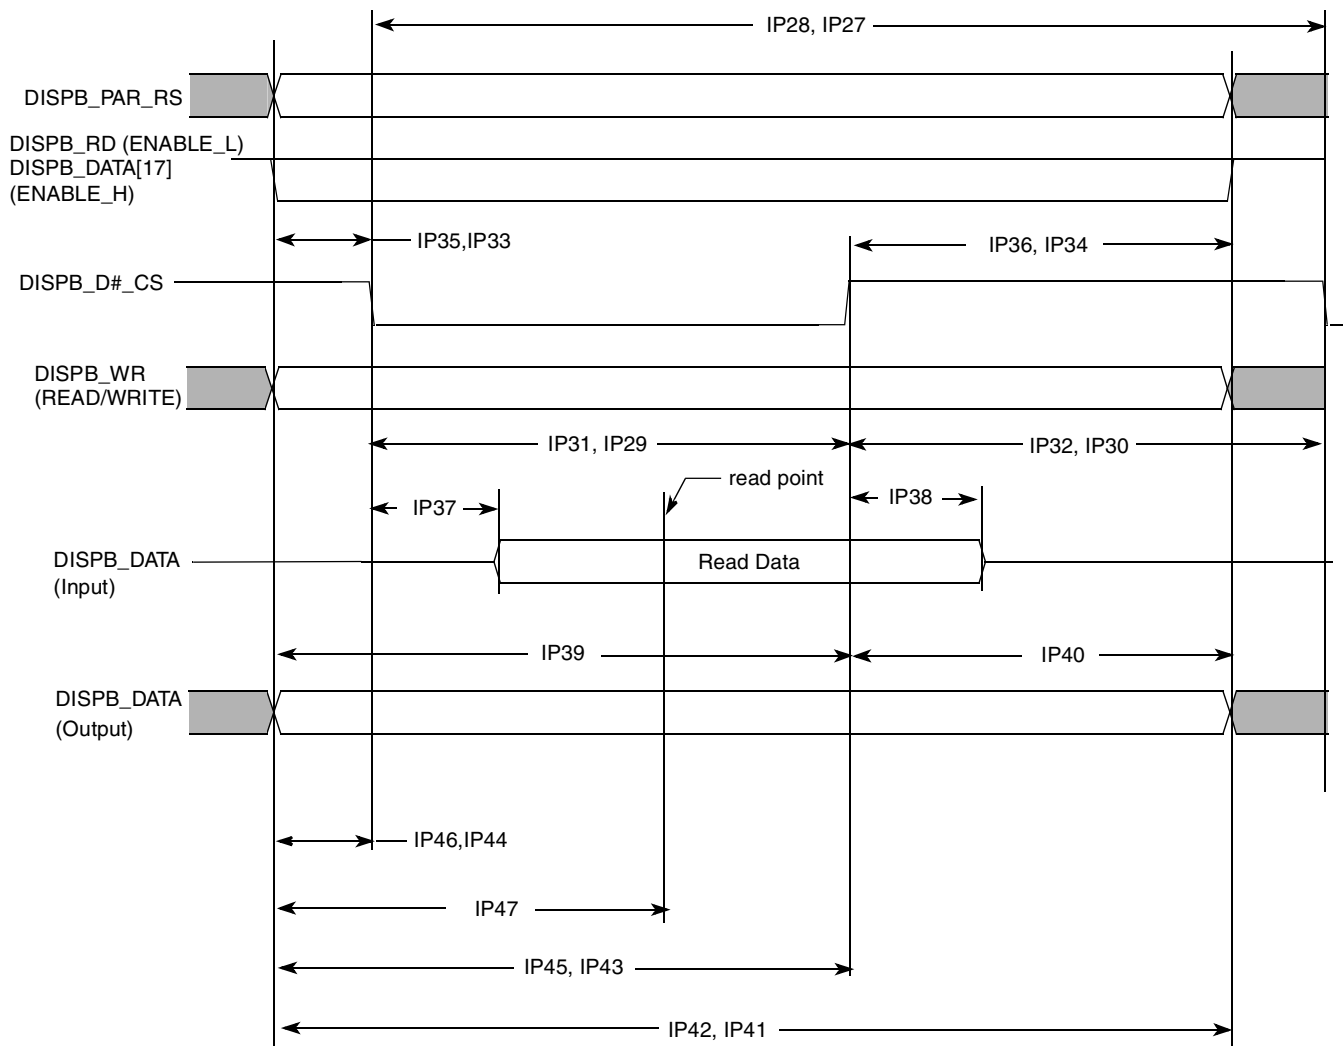 IP28, IP27
DISPB_PAR_RS
DISPB_RD (ENABLE_L)
DISPB_DATA[17]
(ENABLE_H)
IP35,IP33
IP36, IP34
DISPB_D#_CS
DISPB_WR
(READ/WRITE)
IP31, IP29
IP32, IP30
read point
IP37
IP38
DISPB_DATA
(Input)
Read Data
IP39
IP40
DISPB_DATA
(Output)
IP46,IP44
IP47
IP45, IP43
IP42, IP41